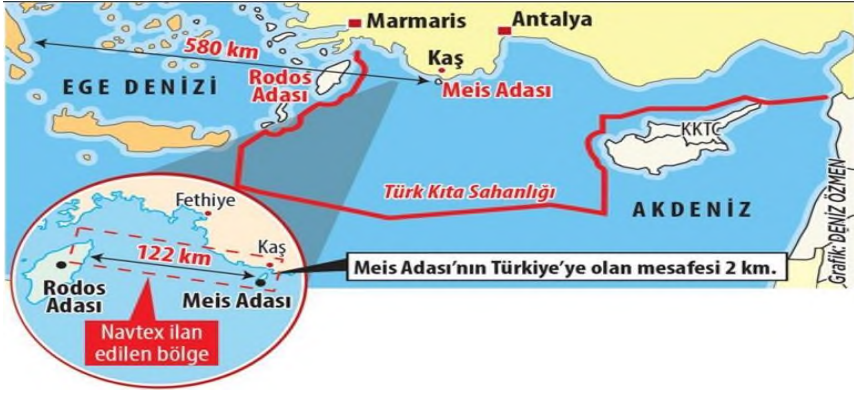 Marmaris
Antalya
580 km
Kaş
EGE DENİZİ
Rodos
Adası
Meis Adası
KKTC
Türk Kıta Sahanlığı
AKDENİZ
Grafik: DENİZ ÖZMEN
Fethiye
Kaş
122 km
Meis Adası’nın Türkiye’ye olan mesafesi 2 km.
Rodos
Adası
Meis Adası
Navtex ilan
edilen bölge